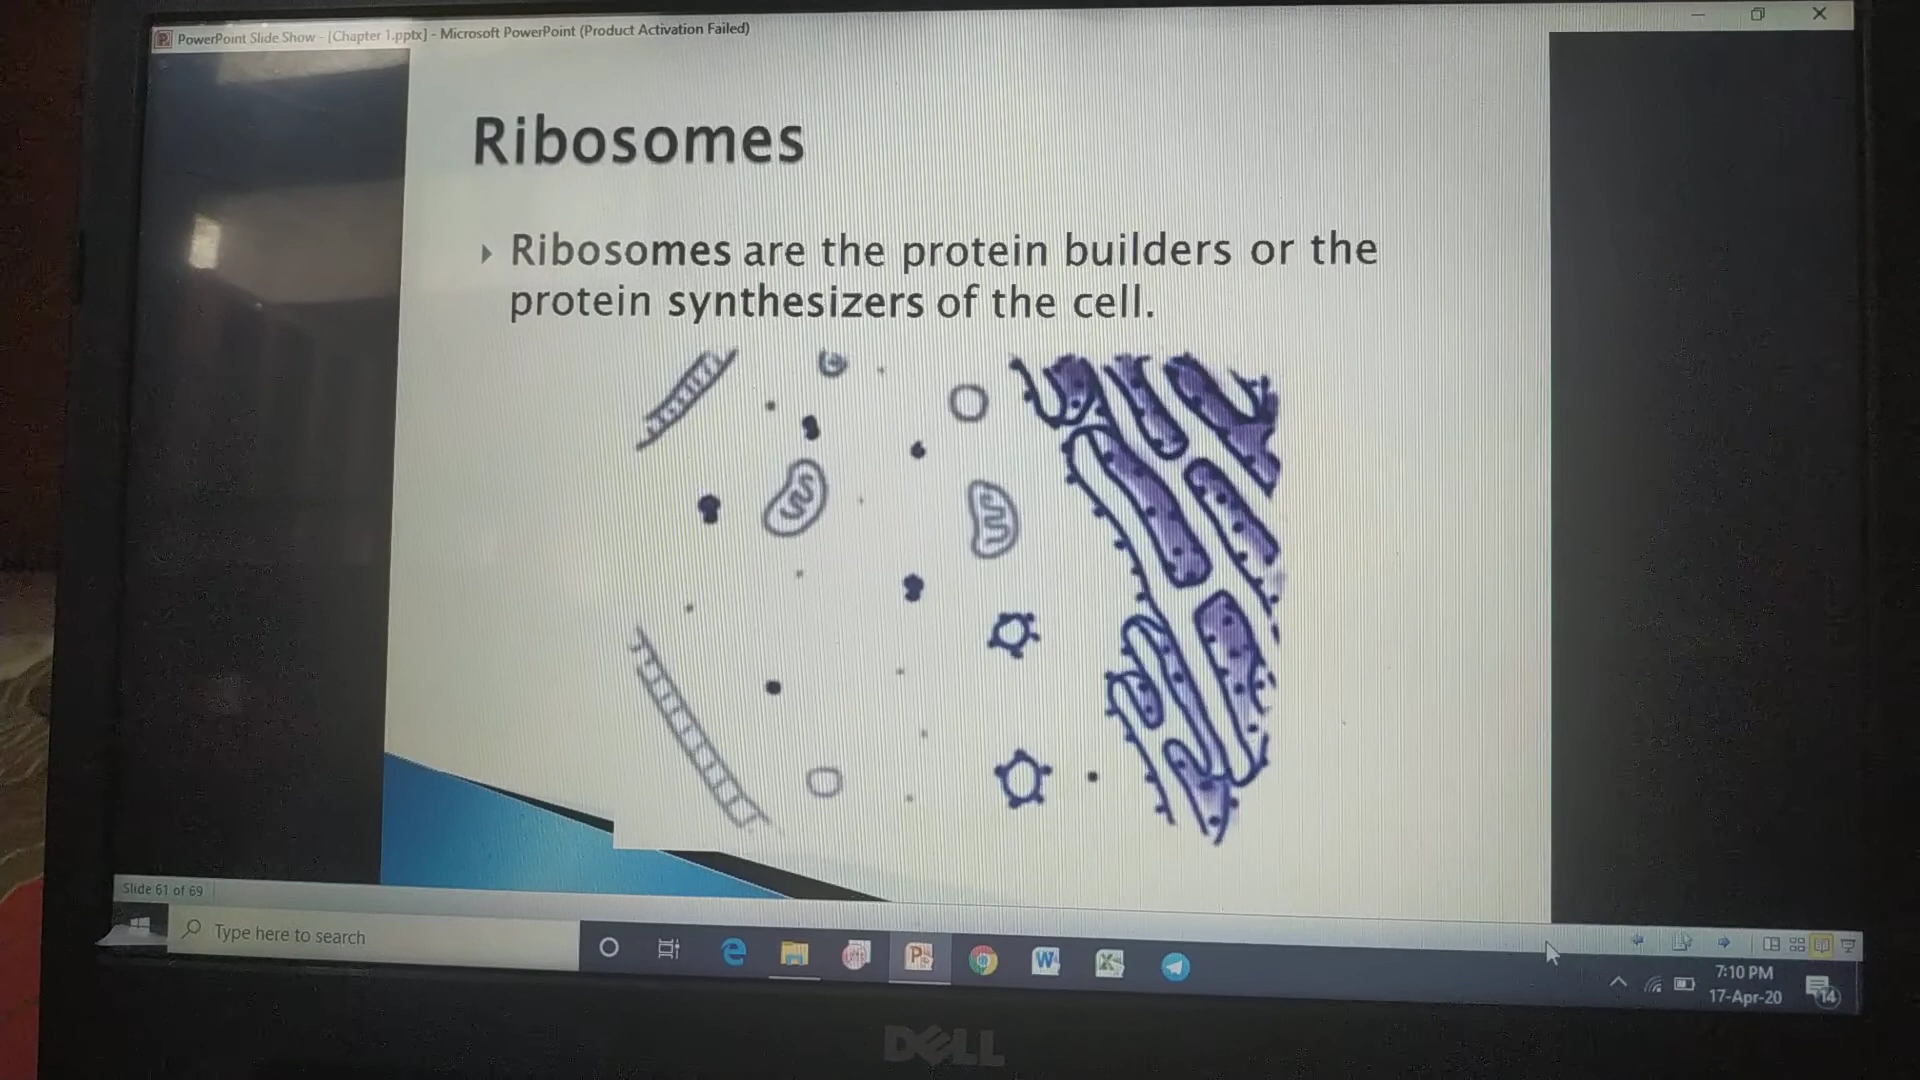 PowerPoint Slide Show - [Chapter 1.pptx] - Microsoft PowerPoint (Product Activation Failed)
Ribosomes
Ribosomes are the protein builders or the
protein synthesizers of the cell.
Slide 61 of 69
Type here to search
7:10 PM
17-Apr-20
14
DELL